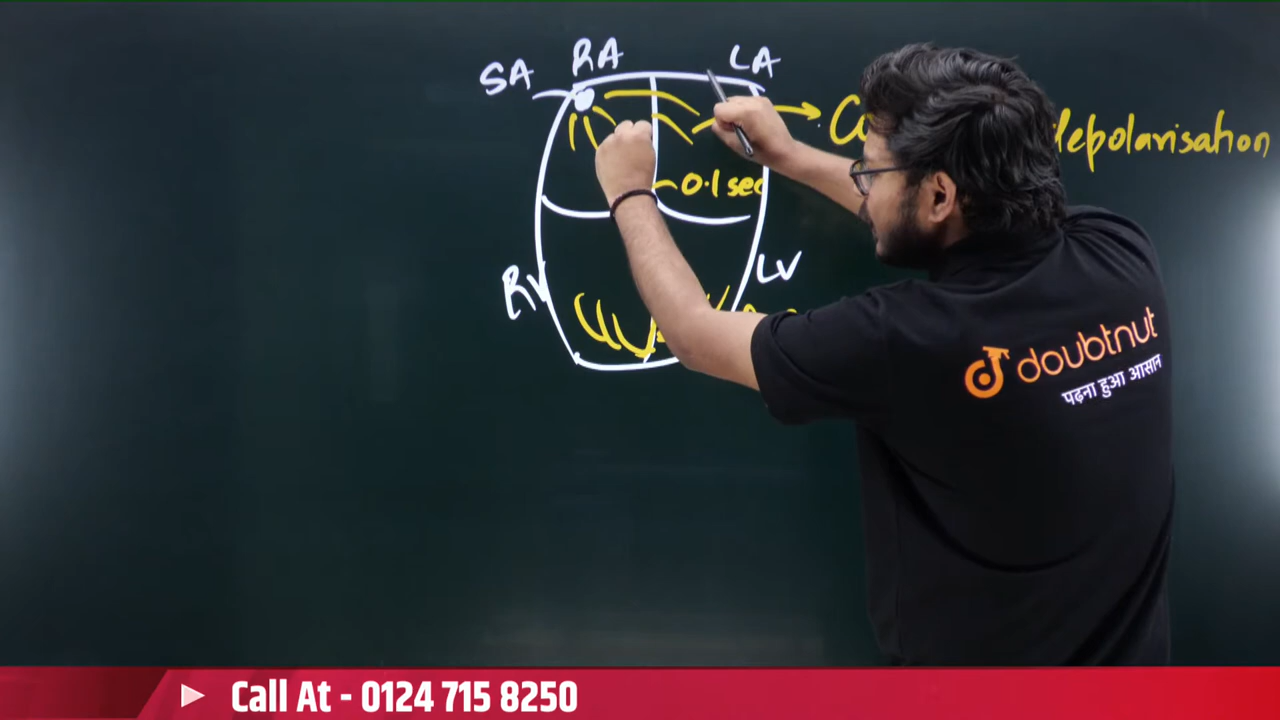 SA
RA
LA
depolarisation
0.1 sec
RV
LV
doubtnut
पढ़ना हुआ आसान
Call At - 0124 715 8250